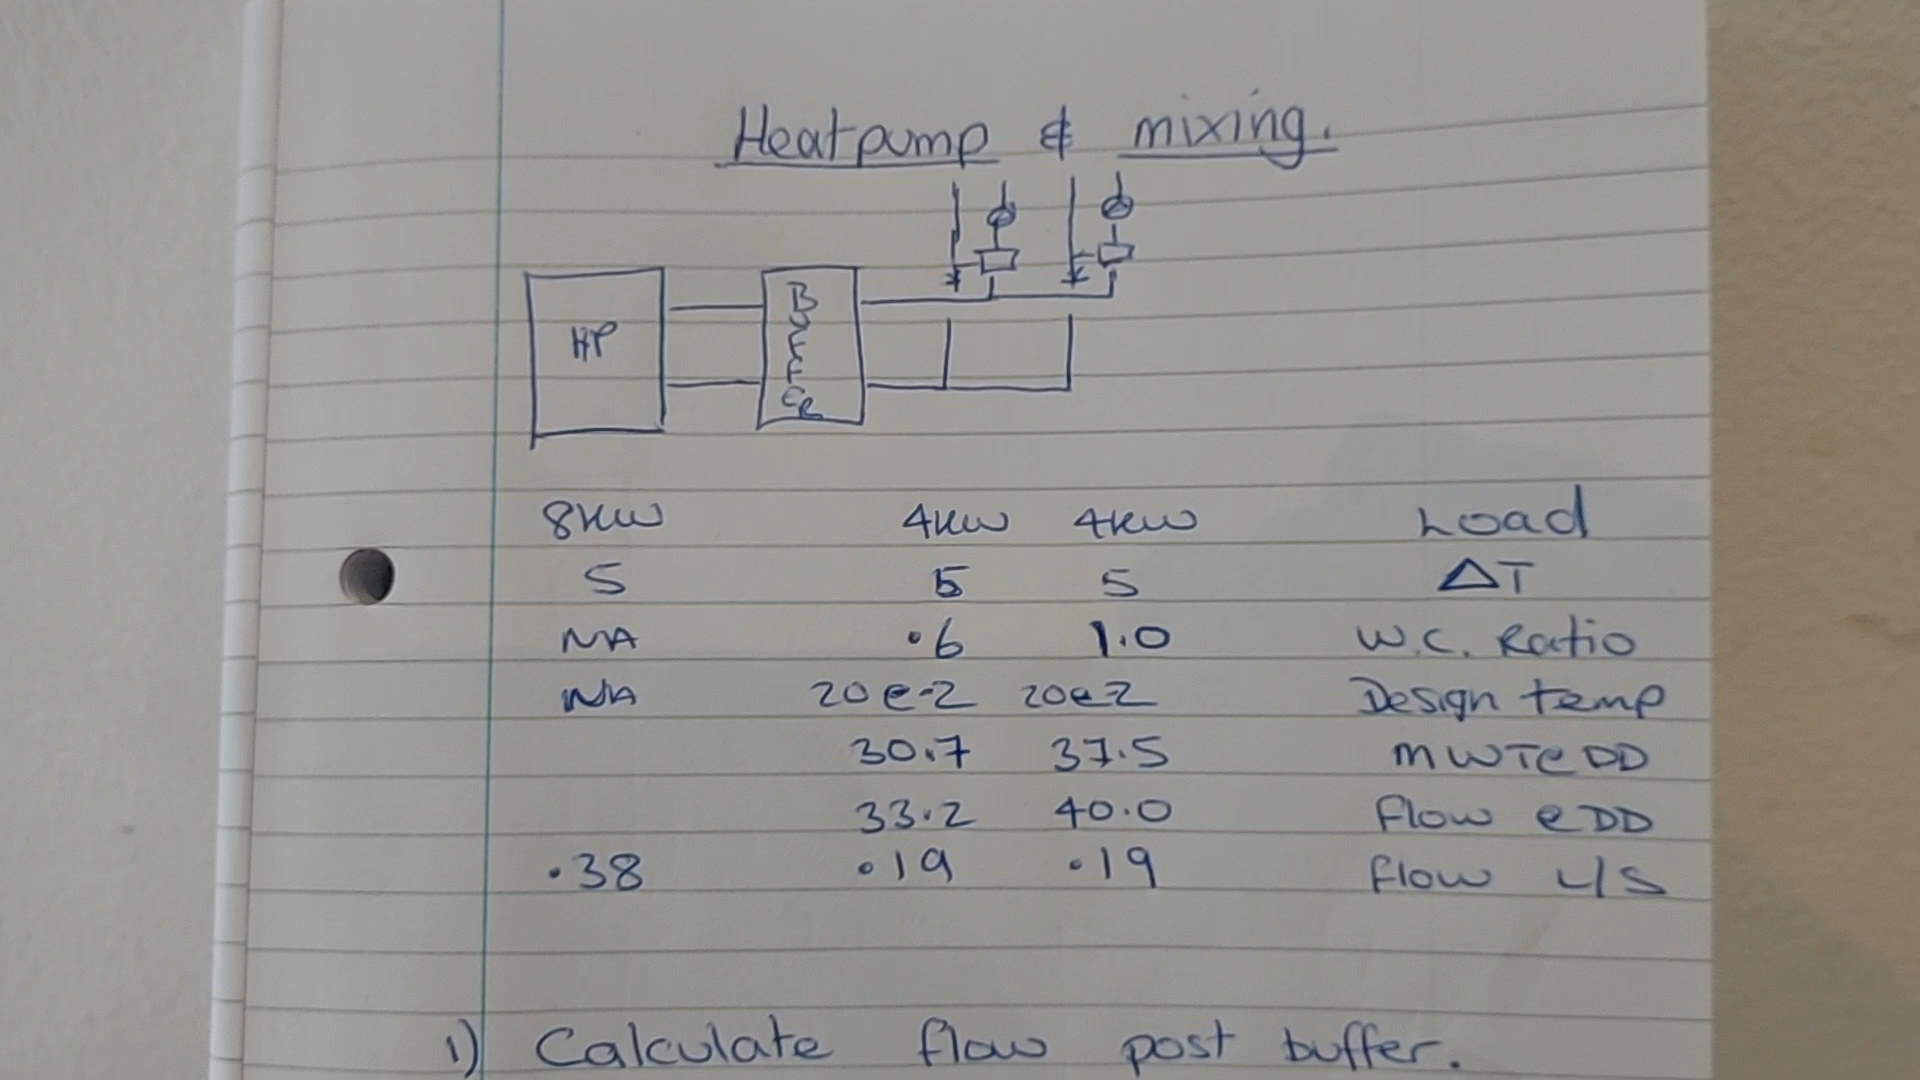 Heatpump & mixing.
HP
BUFFER
8kW 4kW 4kW Load
5 5 5 ΔT
NA .6 1.0 W.C. Ratio
NA 20e-2 20e-2 Design temp
30.7 37.5 MWTe DD
33.2 40.0 flow e DD
.38 .19 .19 flow L/S
1) Calculate flow post buffer.